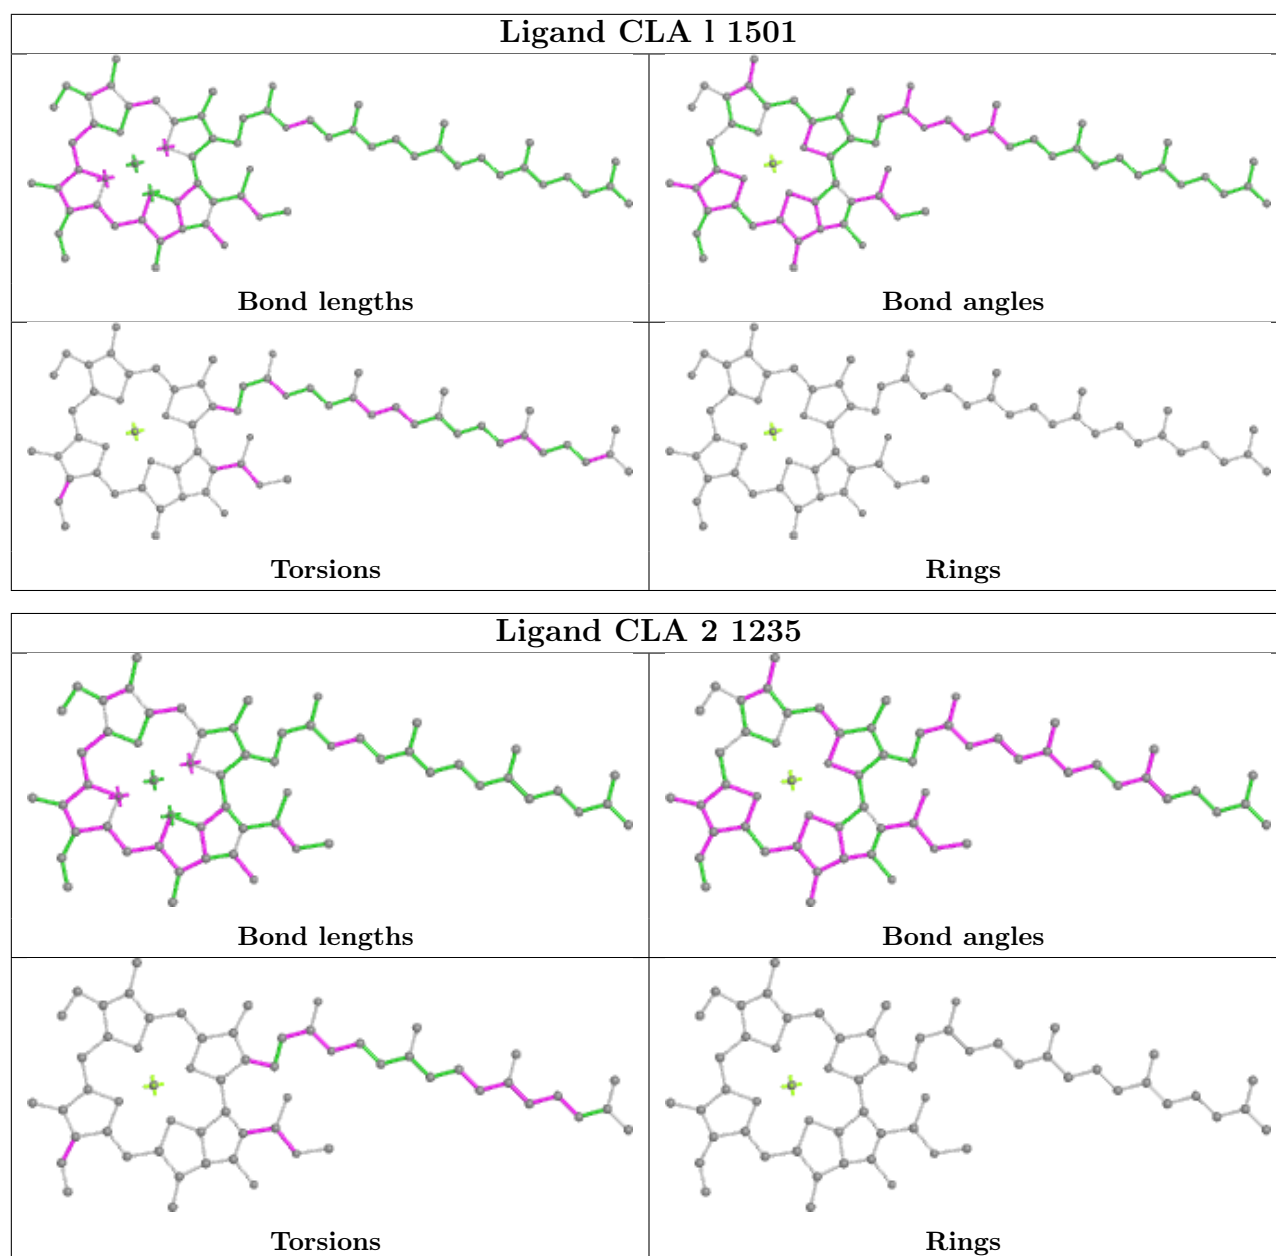 Ligand CLA l 1501
Bond lengths
Bond angles
Torsions
Rings
Ligand CLA 2 1235
Bond lengths
Bond angles
Torsions
Rings